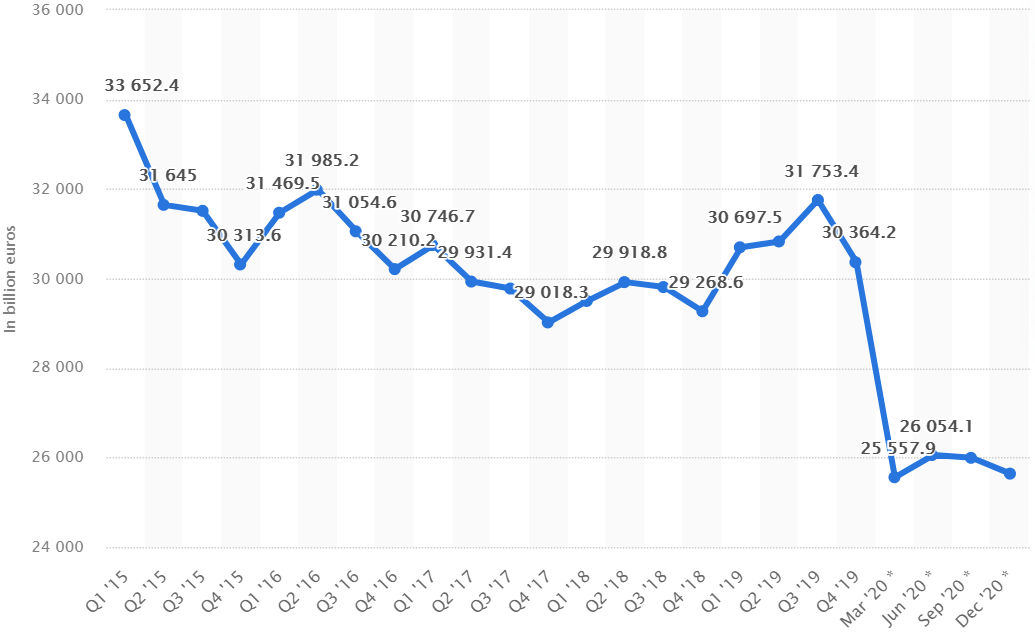 36 000
34 000
32 000
30 000
28 000
26 000
24 000
In billion euros
33 652.4
31 645
30 313.6
31 469.5
31 985.2
31 054.6
30 210.2
30 746.7
29 931.4
29 018.3
29 918.8
29 268.6
30 697.5
31 753.4
30 364.2
25 557.9
26 054.1
Q1 '15
Q2 '15
Q3 '15
Q4 '15
Q1 '16
Q2 '16
Q3 '16
Q4 '16
Q1 '17
Q2 '17
Q3 '17
Q4 '17
Q1 '18
Q2 '18
Q3 '18
Q4 '18
Q1 '19
Q2 '19
Q3 '19
Q4 '19
Mar '20 *
Jun '20 *
Sep '20 *
Dec '20 *